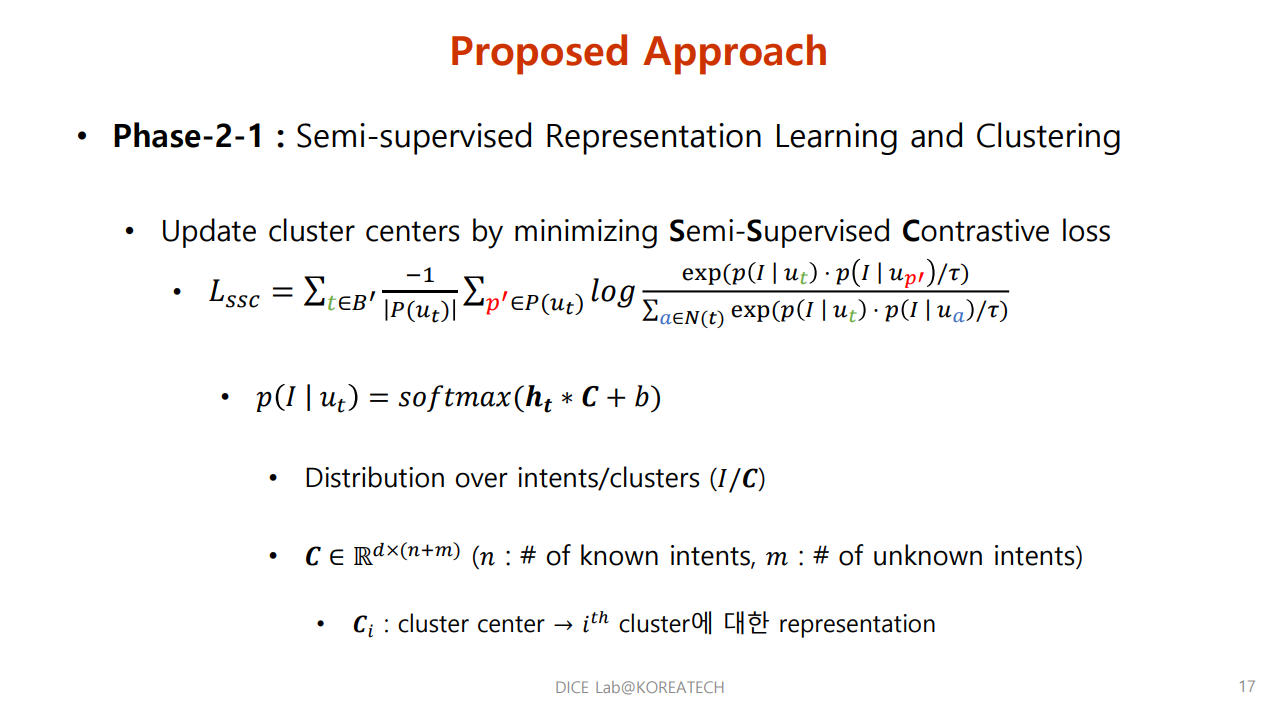 Proposed Approach
• Phase-2-1 : Semi-supervised Representation Learning and Clustering
• Update cluster centers by minimizing Semi-Supervised Contrastive loss
• $L_{ssc} = \sum_{t \in B'} \frac{-1}{|P(u_t)|} \sum_{p' \in P(u_t)} log \frac{\exp(p(I \mid u_t) \cdot p(I \mid u_{p'})/\tau)}{\sum_{a \in N(t)} \exp(p(I \mid u_t) \cdot p(I \mid u_a)/\tau)}$
• $p(I \mid u_t) = softmax(\boldsymbol{h_t} * \boldsymbol{C} + b)$
• Distribution over intents/clusters ($I/\boldsymbol{C}$)
• $\boldsymbol{C} \in \mathbb{R}^{d \times (n+m)}$ ($n$ : # of known intents, $m$ : # of unknown intents)
• $\boldsymbol{C}_i$ : cluster center → $i^{th}$ cluster에 대한 representation
DICE Lab@KOREATECH
17